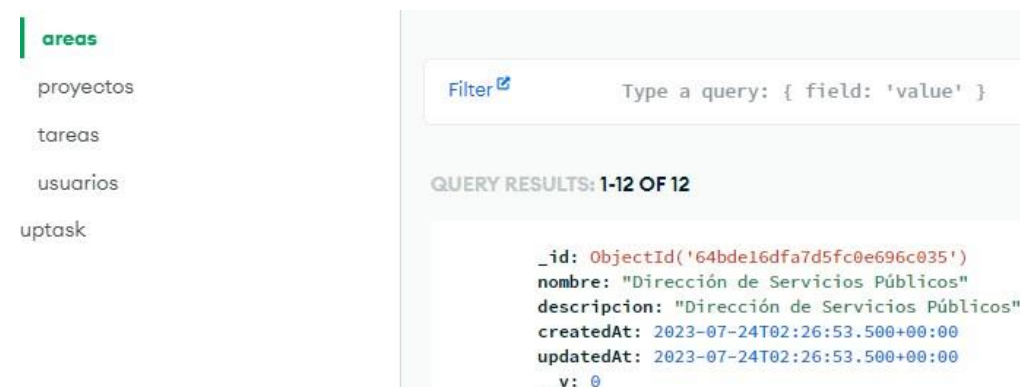 areas
proyectos
tareas
usuarios
uptask
Filter
Type a query: { field: 'value' }
QUERY RESULTS: 1-12 OF 12
_id: ObjectId('64bde16dfa7d5fc0e696c035')
nombre: "Dirección de Servicios Públicos"
descripcion: "Dirección de Servicios Públicos"
createdAt: 2023-07-24T02:26:53.500+00:00
updatedAt: 2023-07-24T02:26:53.500+00:00
__v: 0